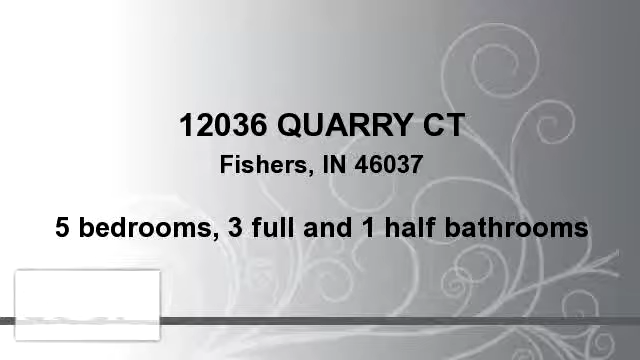 12036 QUARRY CT
Fishers, IN 46037
5 bedrooms, 3 full and 1 half bathrooms